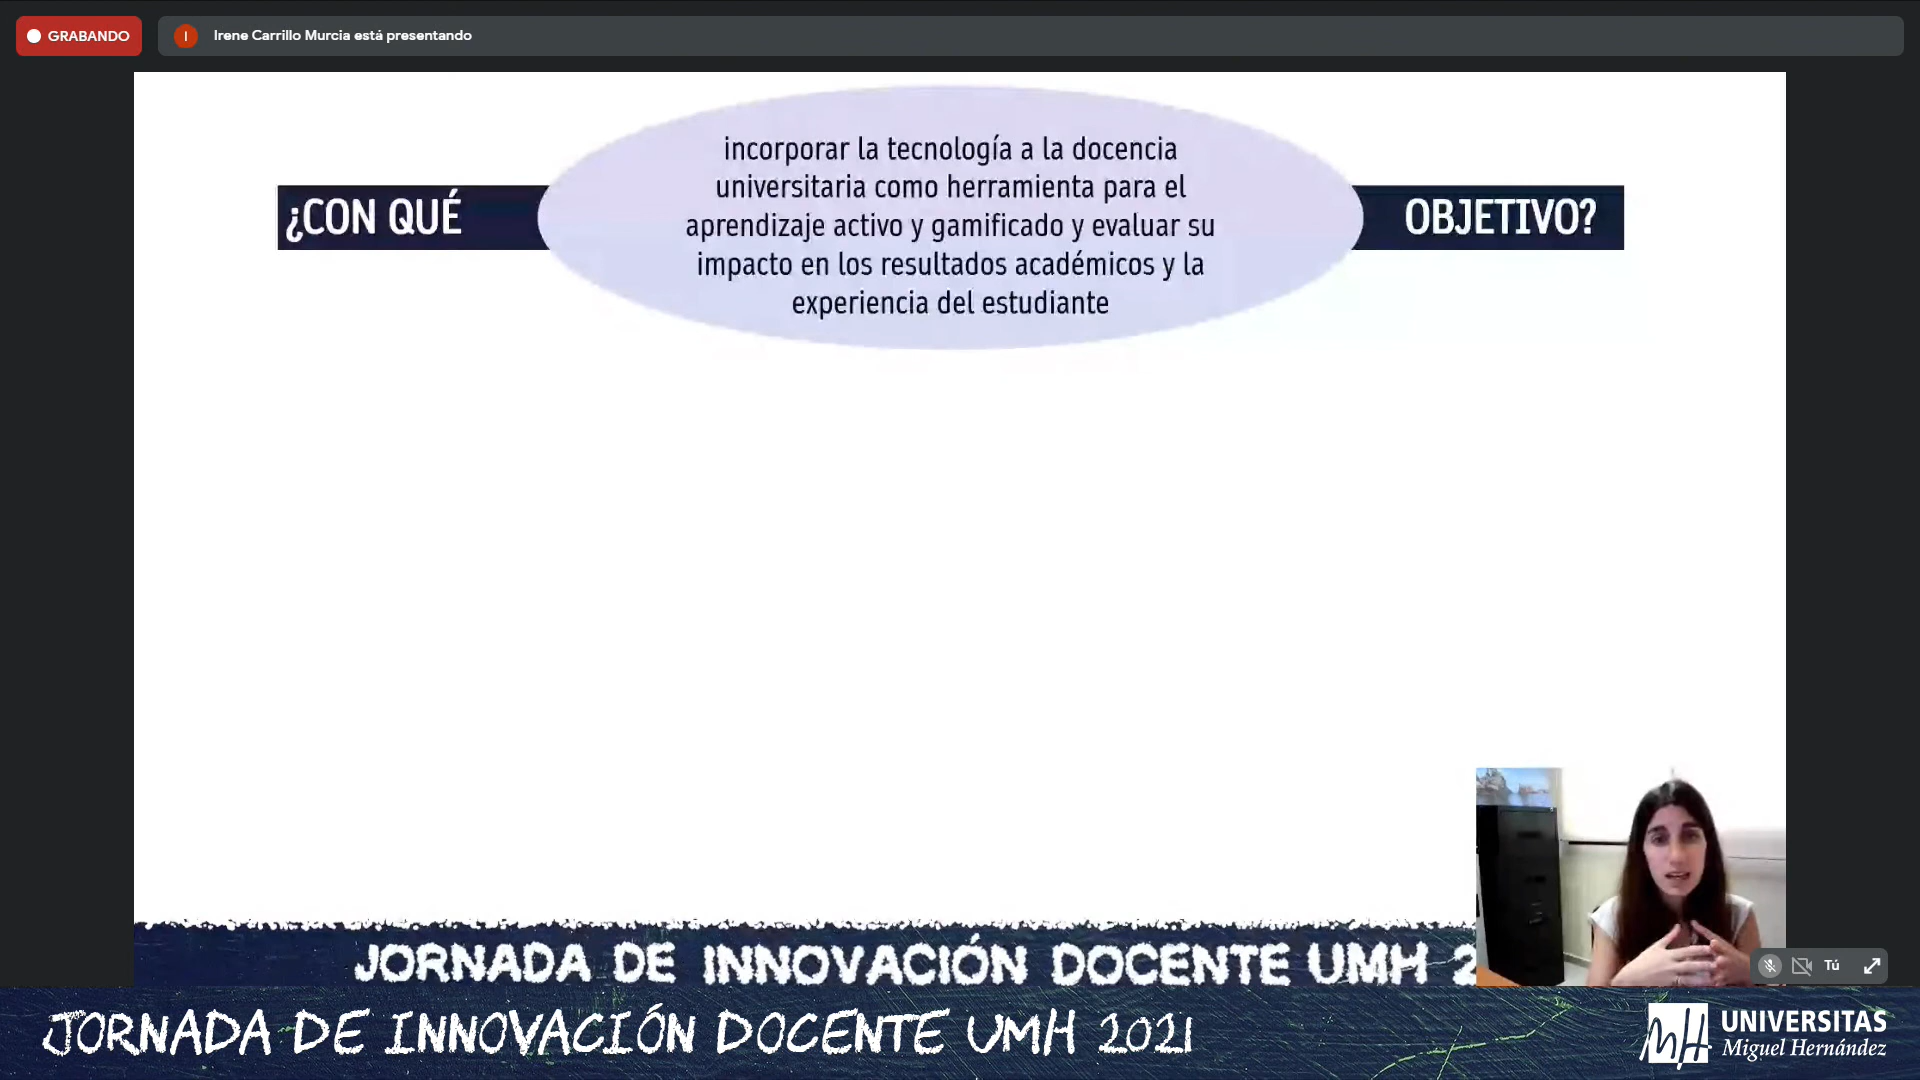 GRABANDO
I
Irene Carrillo Murcia está presentando
incorporar la tecnología a la docencia
universitaria como herramienta para el
aprendizaje activo y gamificado y evaluar su
impacto en los resultados académicos y la
experiencia del estudiante
¿CON QUÉ
OBJETIVO?
JORNADA DE INNOVACIÓN DOCENTE UMH 2
Tú
JORNADA DE INNOVACIÓN DOCENTE UMH 2021
UNIVERSITAS
Miguel Hernández